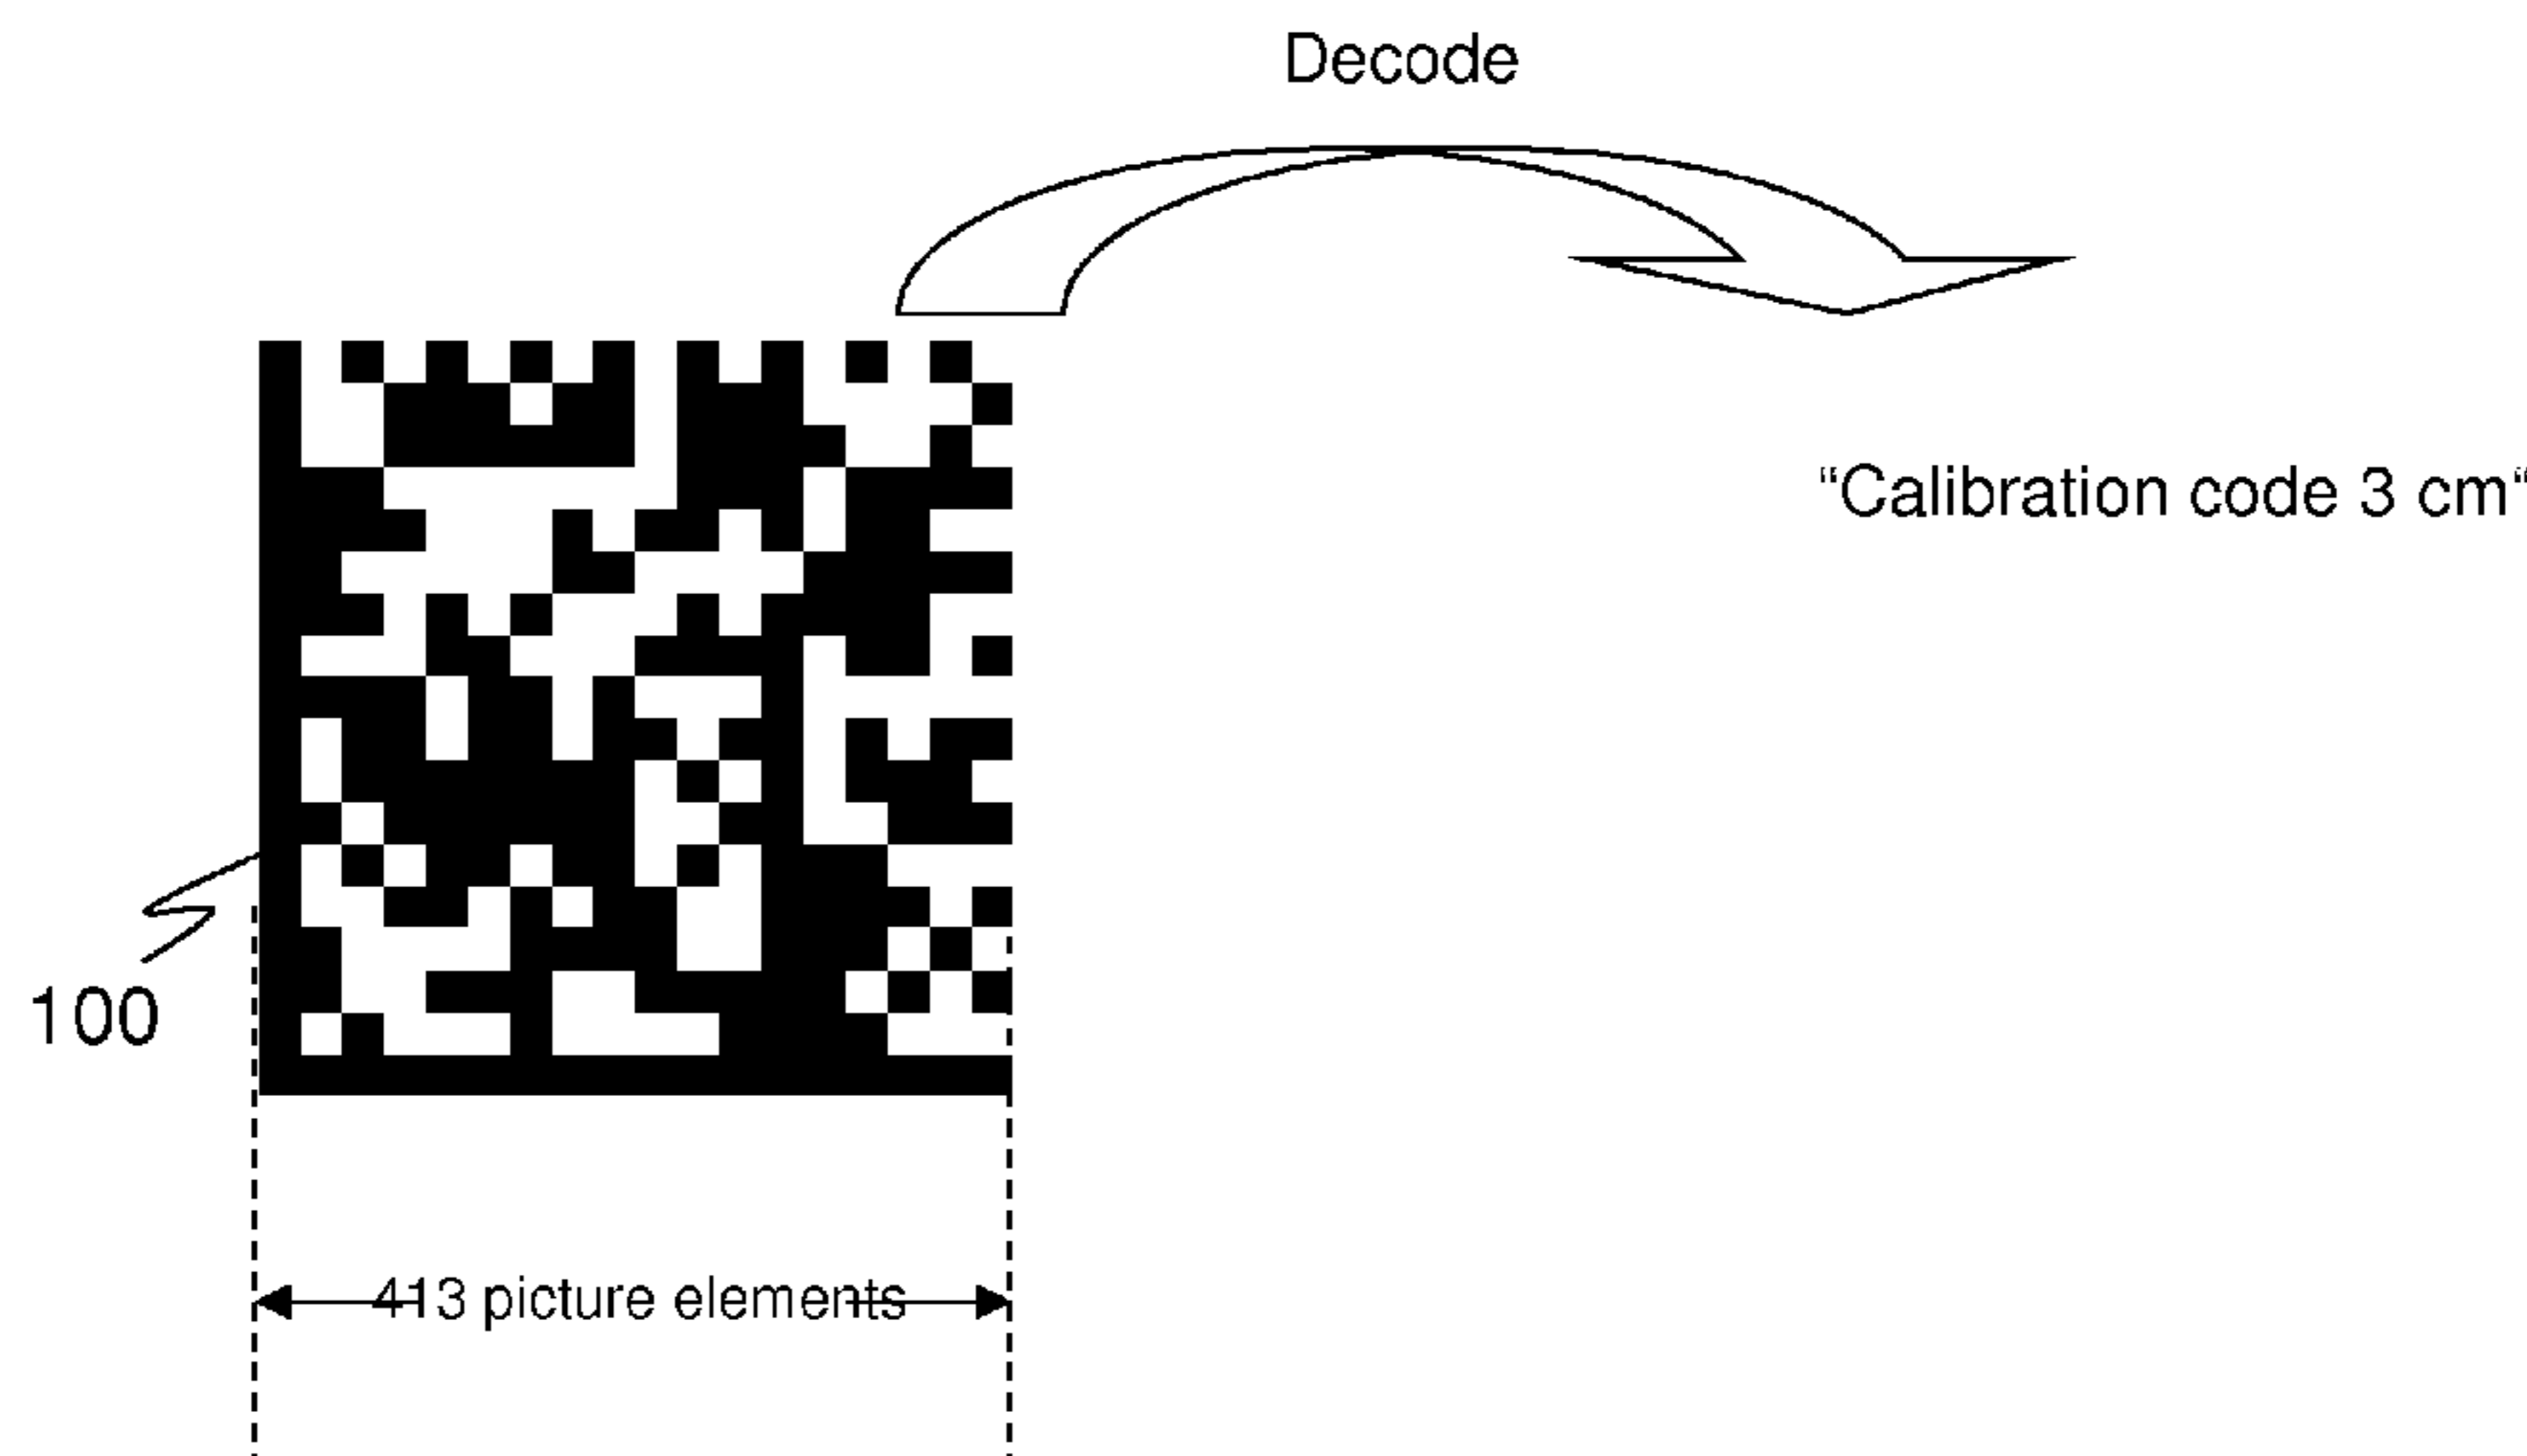 Decode
“Calibration code 3 cm“
100
413 picture elements